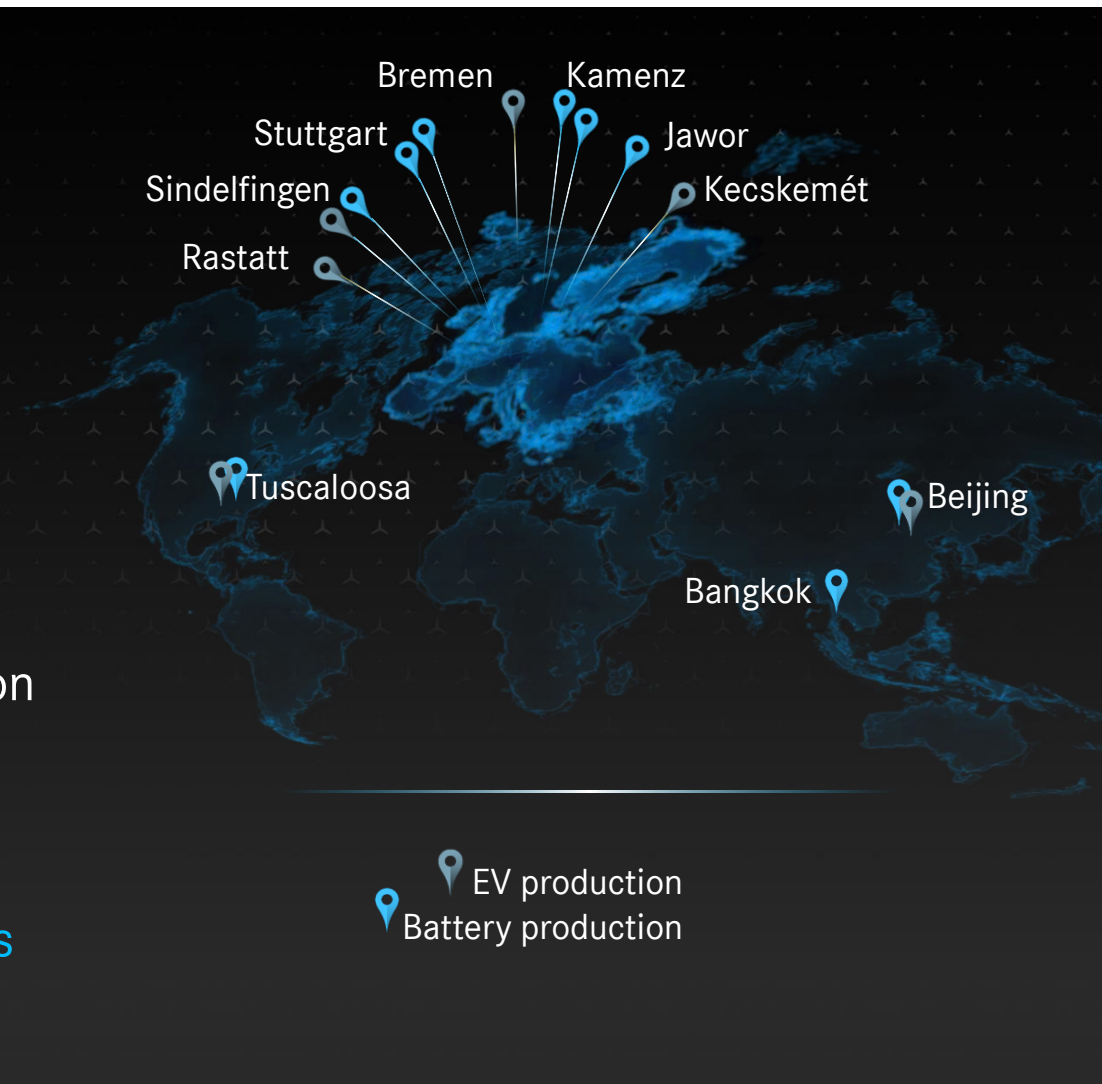 Bremen
Kamenz
Stuttgart
Jawor
Sindelfingen
Kecskemét
Rastatt
Tuscaloosa
Beijing
Bangkok
on
EV production
Battery production
s